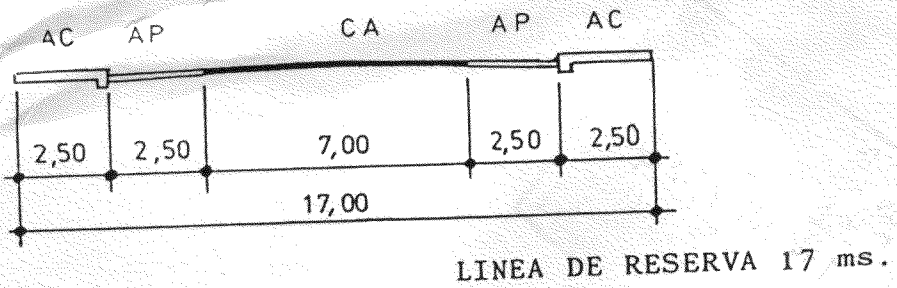 AC AP CA AP AC
2,50 2,50 7,00 2,50 2,50
17,00
LINEA DE RESERVA 17 ms.